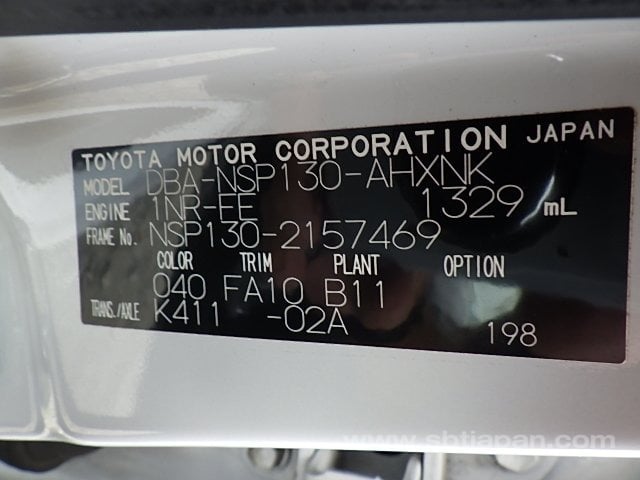 TOYOTA MOTOR CORPORATION JAPAN
MODEL DBA-NSP130-AHXNK
ENGINE 1NR-EE 1329 mL
FRAME No. NSP130-2157469
COLOR TRIM PLANT OPTION
040 FA10 B11
TRANS./AXLE K411 -02A 198
www.sbtjapan.com